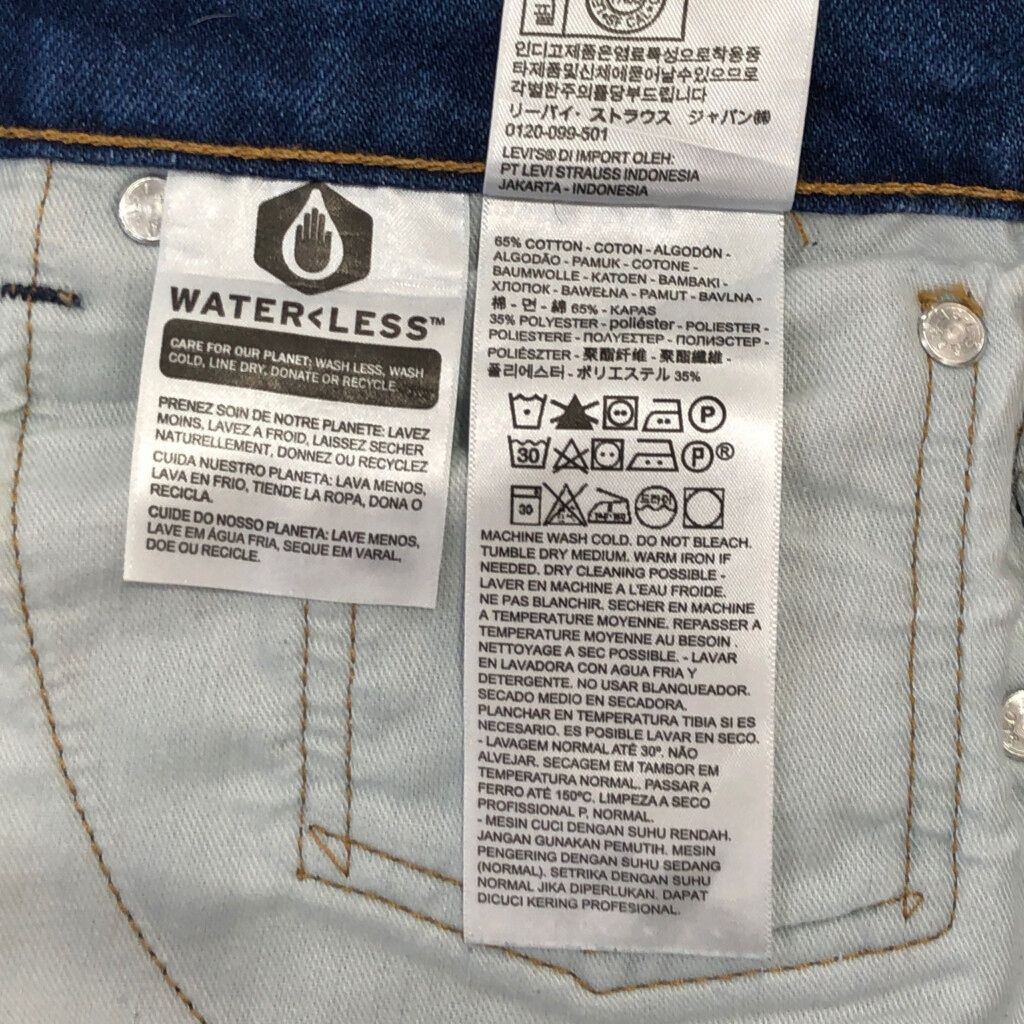 SF CAL
인디고제품은염료특성으로착용중
타제품및신체에묻어날수있으므로
각별한주의를당부드립니다
リーバイ・ストラウス ジャパン㈱
0120-099-501
LEVI'S® DI IMPORT OLEH:
PT LEVI STRAUSS INDONESIA
JAKARTA - INDONESIA
WATER<LESS™
CARE FOR OUR PLANET: WASH LESS, WASH
COLD, LINE DRY, DONATE OR RECYCLE
PRENEZ SOIN DE NOTRE PLANETE: LAVEZ
MOINS, LAVEZ A FROID, LAISSEZ SECHER
NATURELLEMENT, DONNEZ OU RECYCLEZ
CUIDA NUESTRO PLANETA: LAVA MENOS,
LAVA EN FRIO, TIENDE LA ROPA, DONA O
RECICLA.
CUIDE DO NOSSO PLANETA: LAVE MENOS,
LAVE EM ÁGUA FRIA, SEQUE EM VARAL,
DOE OU RECICLE.
65% COTTON - COTON - ALGODÓN -
ALGODÃO - PAMUK - COTONE -
BAUMWOLLE - KATOEN - BAMBAKI -
ХЛОПОК - BAWEŁNA - PAMUT - BAVLNA -
棉 - 면 - 綿 65% - KAPAS
35% POLYESTER - poliéster - POLIESTER -
POLIESTERE - ПОЛИЭСТЕР - ПОЛИЭСТЕР -
POLIÉSZTER - 聚酯纤维 - 聚酯纖維 -
폴리에스터 - ポリエステル 35%
P
30 P ®
30 드라이
MACHINE WASH COLD. DO NOT BLEACH.
TUMBLE DRY MEDIUM. WARM IRON IF
NEEDED. DRY CLEANING POSSIBLE -
LAVER EN MACHINE A L'EAU FROIDE.
NE PAS BLANCHIR. SECHER EN MACHINE
A TEMPERATURE MOYENNE. REPASSER A
TEMPERATURE MOYENNE AU BESOIN .
NETTOYAGE A SEC POSSIBLE. - LAVAR
EN LAVADORA CON AGUA FRIA Y
DETERGENTE. NO USAR BLANQUEADOR.
SECADO MEDIO EN SECADORA.
PLANCHAR EN TEMPERATURA TIBIA SI ES
NECESARIO. ES POSIBLE LAVAR EN SECO.
- LAVAGEM NORMAL ATÉ 30º. NÃO
ALVEJAR. SECAGEM EM TAMBOR EM
TEMPERATURA NORMAL. PASSAR A
FERRO ATÉ 150ºC. LIMPEZA A SECO
PROFISSIONAL P, NORMAL.
- MESIN CUCI DENGAN SUHU RENDAH.
JANGAN GUNAKAN PEMUTIH. MESIN
PENGERING DENGAN SUHU SEDANG
(NORMAL). SETRIKA DENGAN SUHU
NORMAL JIKA DIPERLUKAN. DAPAT
DICUCI KERING PROFESIONAL.